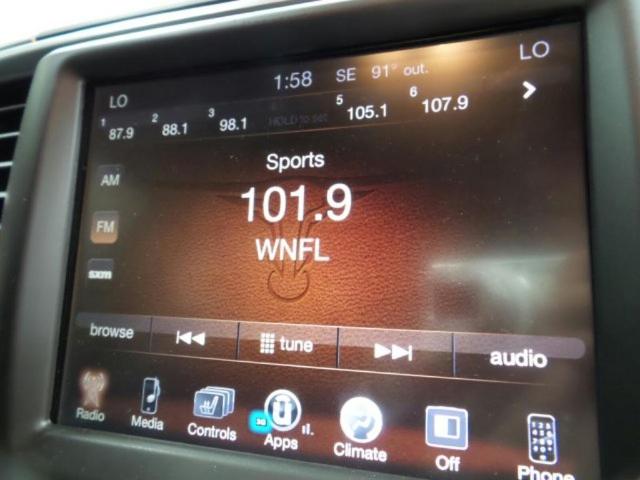 LO 1:58 SE 91° out. LO
1 87.9 2 88.1 3 98.1 HOLD to set 5 105.1 6 107.9
Sports
AM
101.9
FM
WNFL
sxm
browse tune audio
Radio Media Controls 3G Apps Climate Off Phone